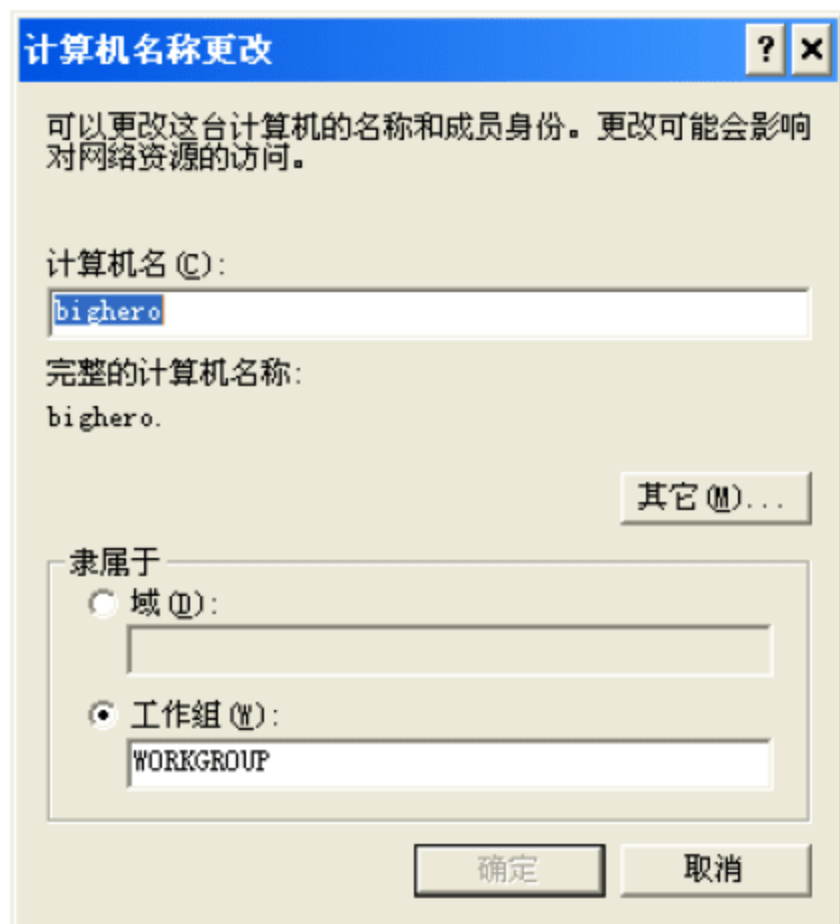 计算机名称更改
可以更改这台计算机的名称和成员身份。更改可能会影响
对网络资源的访问。
计算机名(C):
bighero
完整的计算机名称:
bighero.
其它(M)...
隶属于
域(D):
工作组(W):
WORKGROUP
确定 取消